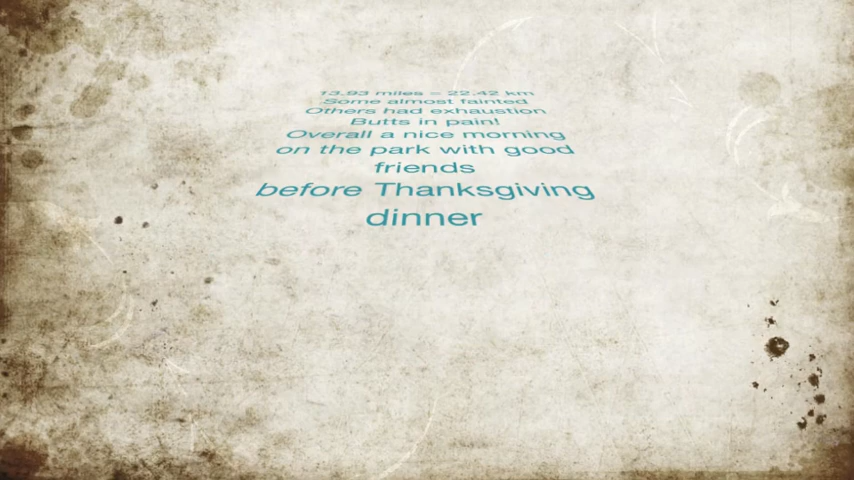 13.93 miles = 22.42 km
Some almost fainted
Others had exhaustion
Butts in pain!
Overall a nice morning
on the park with good
friends
before Thanksgiving
dinner